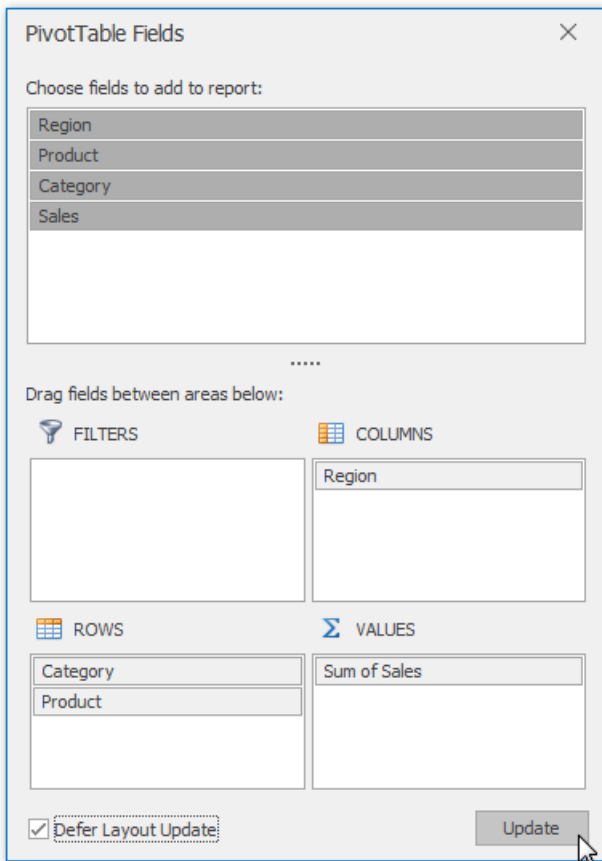 PivotTable Fields
Choose fields to add to report:
Region
Product
Category
Sales
Drag fields between areas below:
FILTERS
COLUMNS
Region
ROWS
Σ VALUES
Category
Product
Sum of Sales
Defer Layout Update
Update